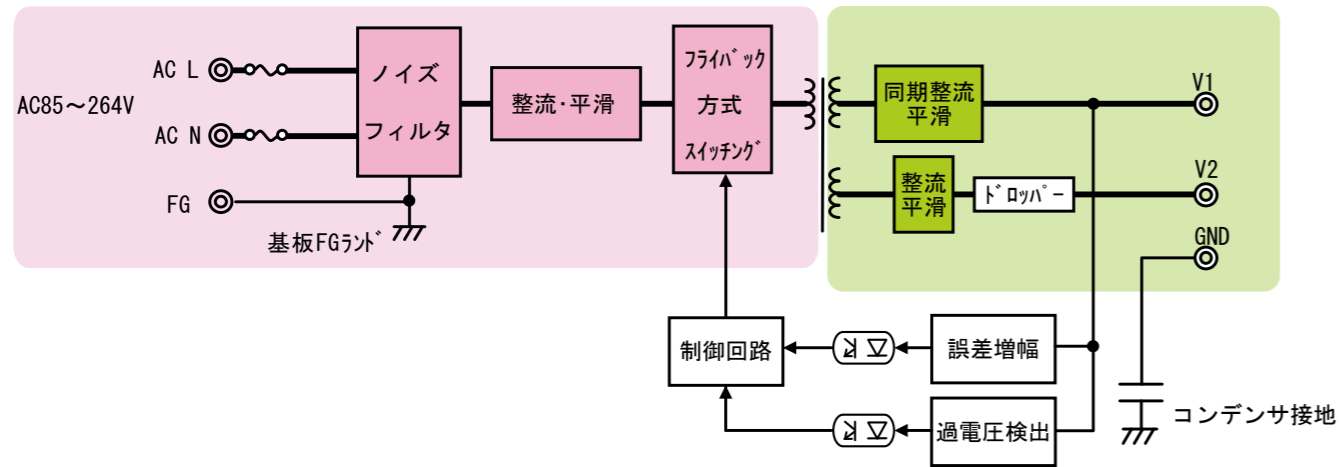 AC85～264V
AC L
AC N
FG
基板FGﾗﾝﾄﾞ
ノイズ
フィルタ
整流・平滑
ﾌﾗｲﾊﾞｯｸ
方式
ｽｲｯﾁﾝｸﾞ
同期整流
平滑
整流
平滑
ﾄﾞﾛｯﾊﾟｰ
V1
V2
GND
制御回路
誤差増幅
過電圧検出
コンデンサ接地